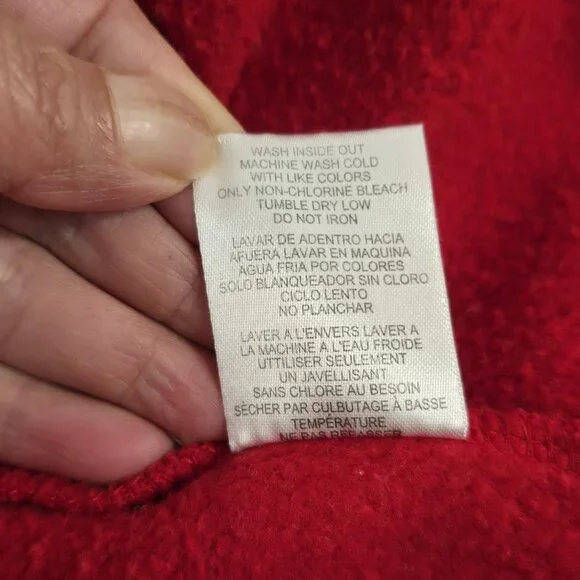 WASH INSIDE OUT
MACHINE WASH COLD
WITH LIKE COLORS
ONLY NON-CHLORINE BLEACH
TUMBLE DRY LOW
DO NOT IRON
LAVAR DE ADENTRO HACIA
AFUERA LAVAR EN MAQUINA
AGUA FRIA POR COLORES
SOLO BLANQUEADOR SIN CLORO
CICLO LENTO
NO PLANCHAR
LAVER A L'ENVERS LAVER A
LA MACHINE A L'EAU FROIDE
UTTILISER SEULEMENT
UN JAVELLISANT
SANS CHLORE AU BESOIN
SÈCHER PAR CULBUTAGE À BASSE
TEMPÉRATURE
NE PAS REPASSER